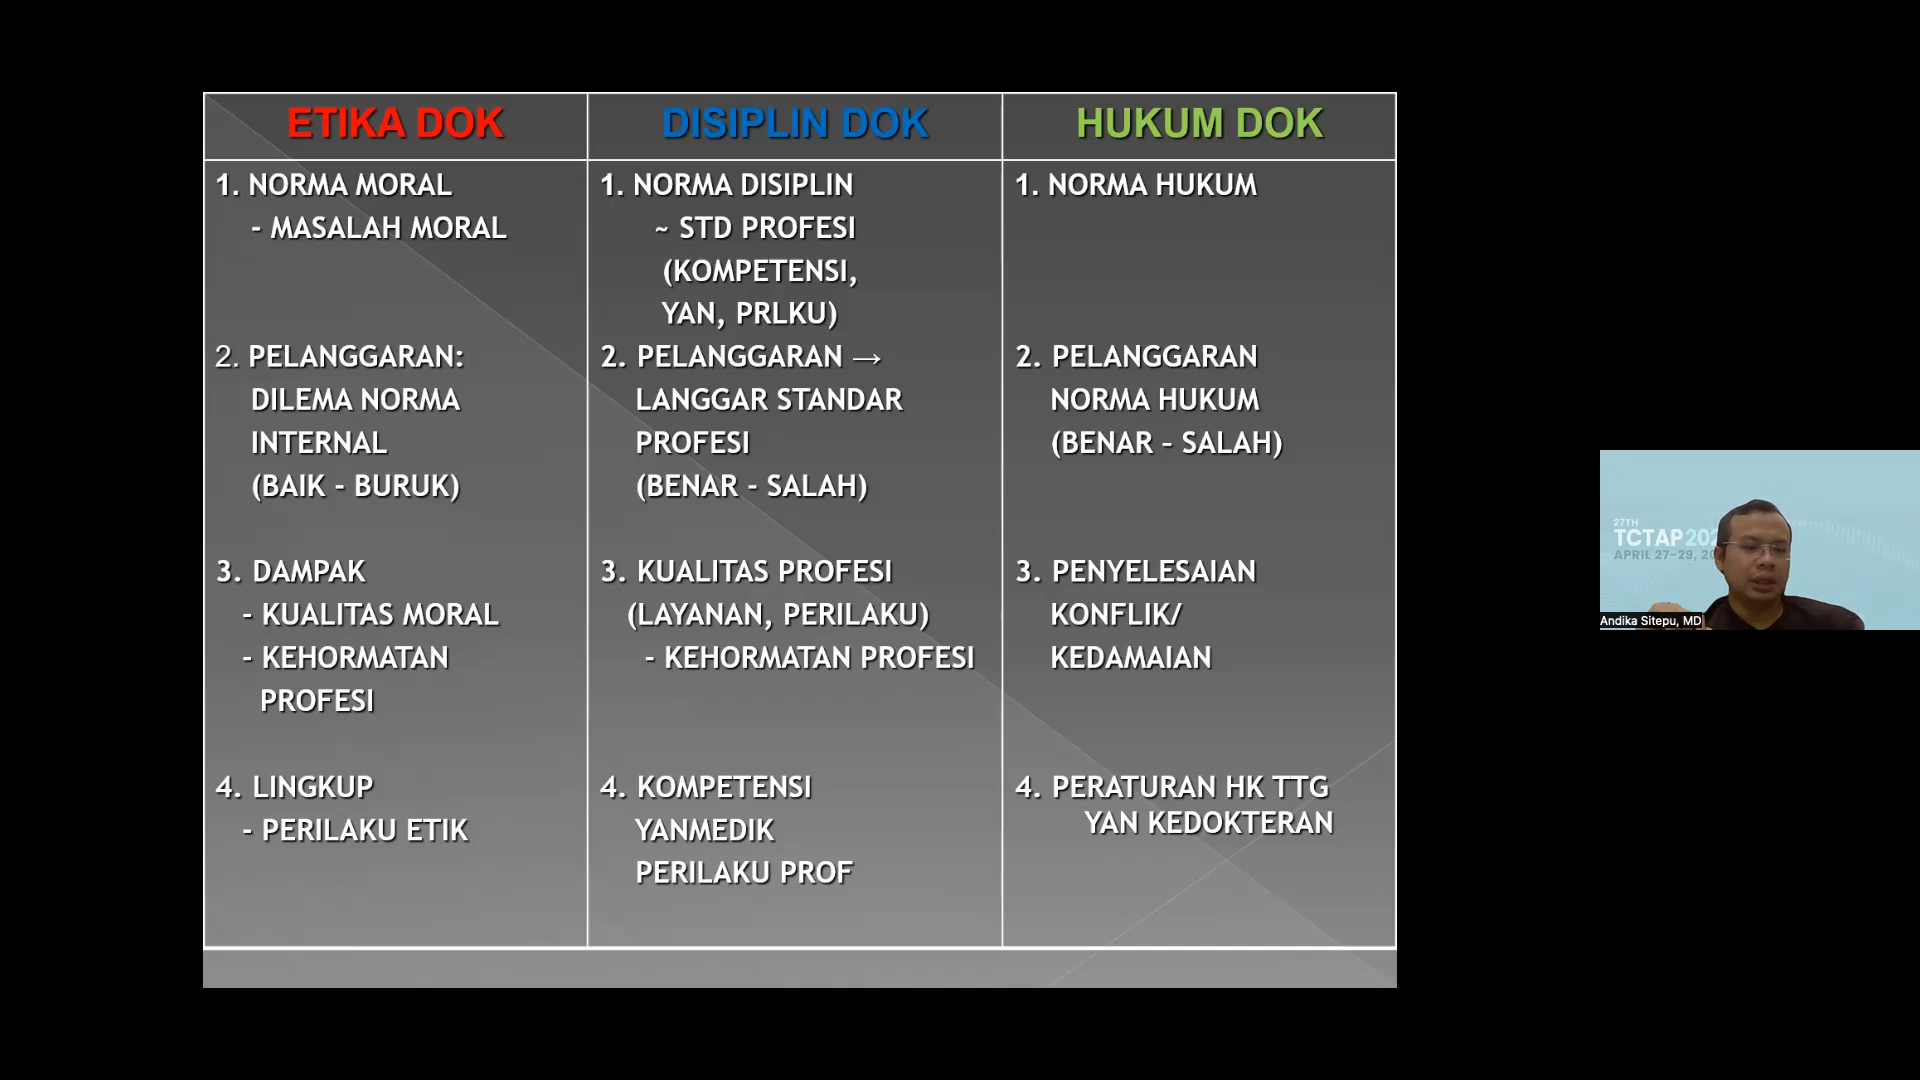 ETIKA DOK
DISIPLIN DOK
HUKUM DOK
1. NORMA MORAL
- MASALAH MORAL
2. PELANGGARAN:
DILEMA NORMA
INTERNAL
(BAIK - BURUK)
3. DAMPAK
- KUALITAS MORAL
- KEHORMATAN
PROFESI
4. LINGKUP
- PERILAKU ETIK
1. NORMA DISIPLIN
~ STD PROFESI
(KOMPETENSI,
YAN, PRLKU)
2. PELANGGARAN →
LANGGAR STANDAR
PROFESI
(BENAR - SALAH)
3. KUALITAS PROFESI
(LAYANAN, PERILAKU)
- KEHORMATAN PROFESI
4. KOMPETENSI
YANMEDIK
PERILAKU PROF
1. NORMA HUKUM
2. PELANGGARAN
NORMA HUKUM
(BENAR - SALAH)
3. PENYELESAIAN
KONFLIK/
KEDAMAIAN
4. PERATURAN HK TTG
YAN KEDOKTERAN
27TH
TCTAP
APRIL 27-29,
Andika Sitepu, MD